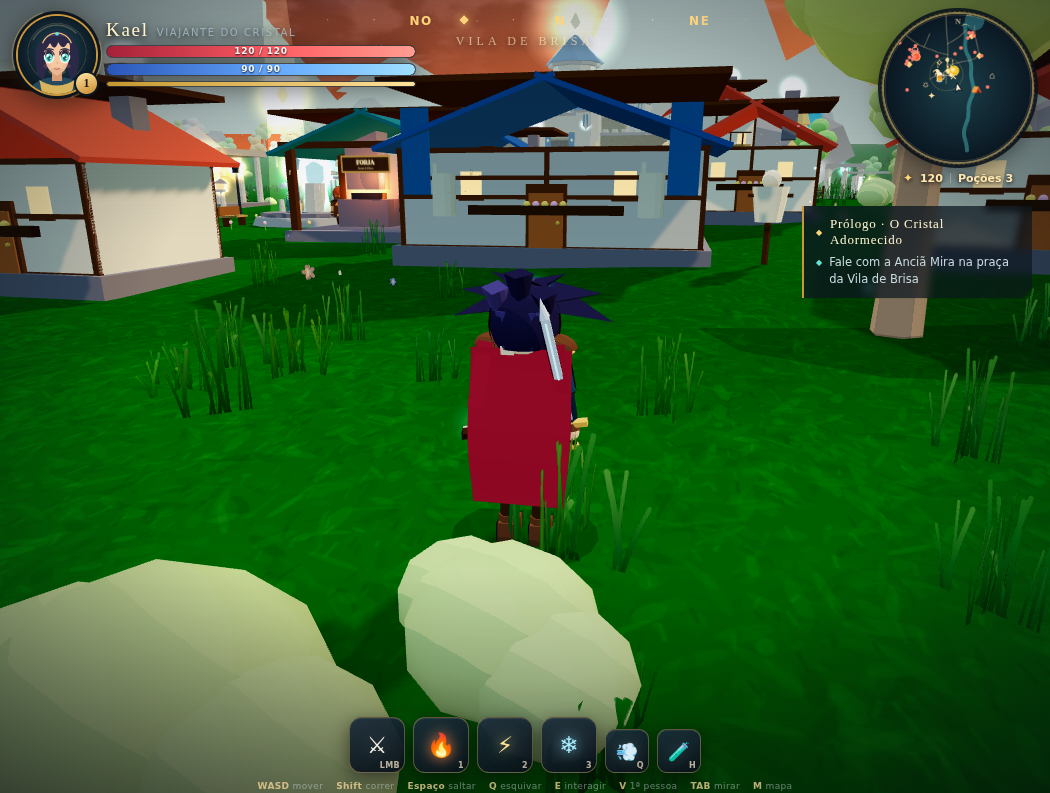 NO
N
NE
VILA DE BRISA
Kael VIAJANTE DO CRISTAL
120 / 120
90 / 90
1
N
✦ 120 | Poções 3
FORJA
Prólogo · O Cristal
Adormecido
Fale com a Anciã Mira na praça
da Vila de Brisa
LMB
1
2
3
Q
H
WASD mover Shift correr Espaço saltar Q esquivar E interagir V 1ª pessoa TAB mirar M mapa